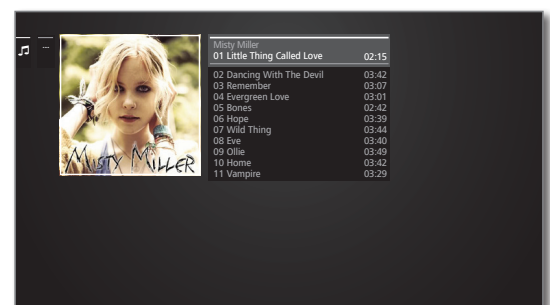 ...
MISTY MILLER
Misty Miller
01 Little Thing Called Love 02:15
02 Dancing With The Devil 03:42
03 Remember 03:07
04 Evergreen Love 03:01
05 Bones 02:42
06 Hope 03:39
07 Wild Thing 03:44
08 Eve 03:40
09 Ollie 03:49
10 Home 03:42
11 Vampire 03:29